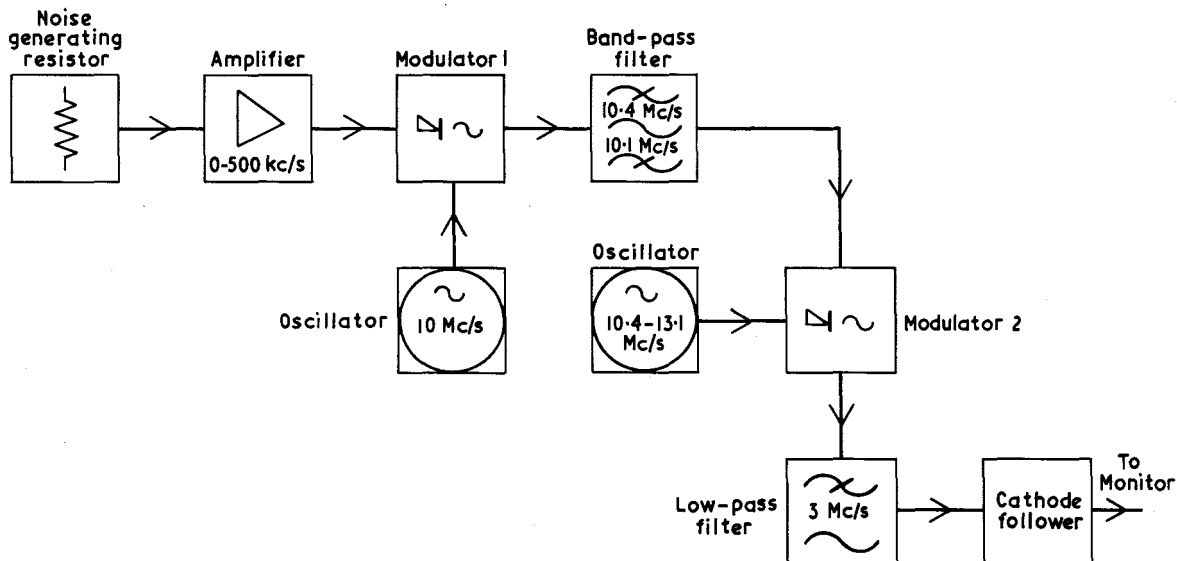 Noise
generating
resistor
Amplifier
0-500 kc/s
Modulator 1
Band-pass
filter
10·4 Mc/s
10·1 Mc/s
Oscillator
10 Mc/s
Oscillator
10·4-13·1
Mc/s
Modulator 2
Low-pass
filter
3 Mc/s
Cathode
follower
To
Monitor